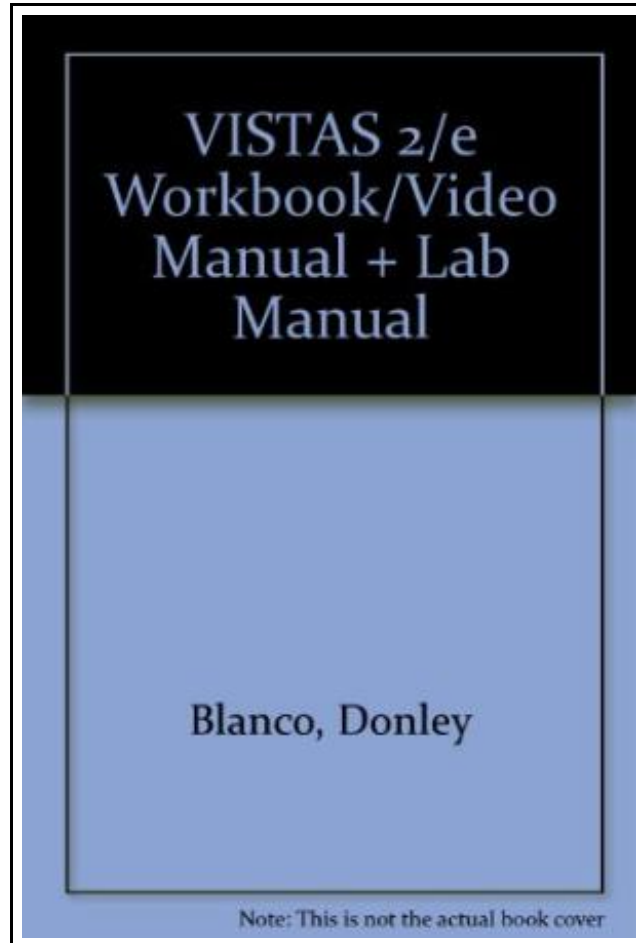 VISTAS 2/e
Workbook/Video
Manual + Lab
Manual
Blanco, Donley
Note: This is not the actual book cover